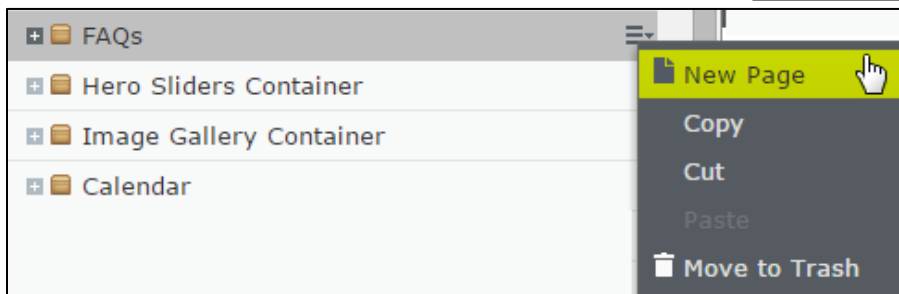 FAQs
Hero Sliders Container
Image Gallery Container
Calendar
New Page
Copy
Cut
Paste
Move to Trash